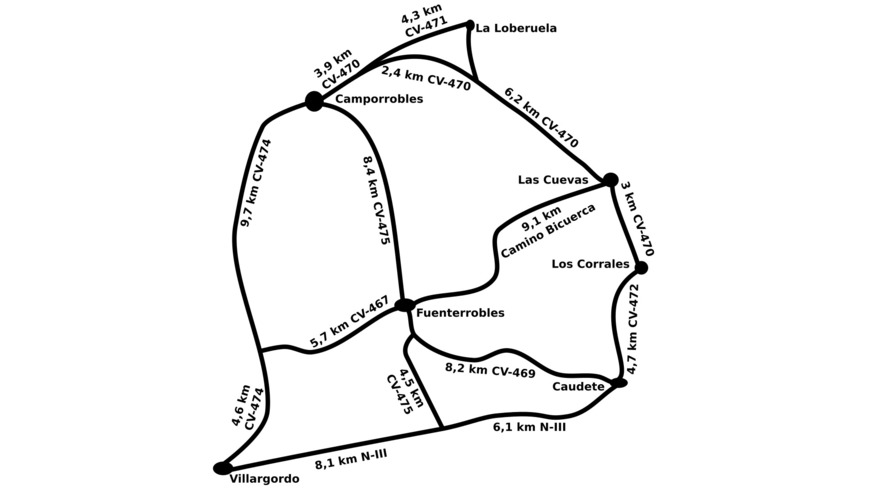 4,3 km
CV-471
La Loberuela
3,9 km
CV-470
2,4 km CV-470
Camporrobles
6,2 km CV-470
9,7 km CV-474
8,4 km CV-475
Las Cuevas
3 km CV-470
9,1 km
Camino Bicuerca
Los Corrales
5,7 km CV-467
Fuenterrobles
4,7 km CV-472
8,2 km CV-469
4,5 km
CV-475
Caudete
4,6 km
CV-474
6,1 km N-III
8,1 km N-III
Villargordo